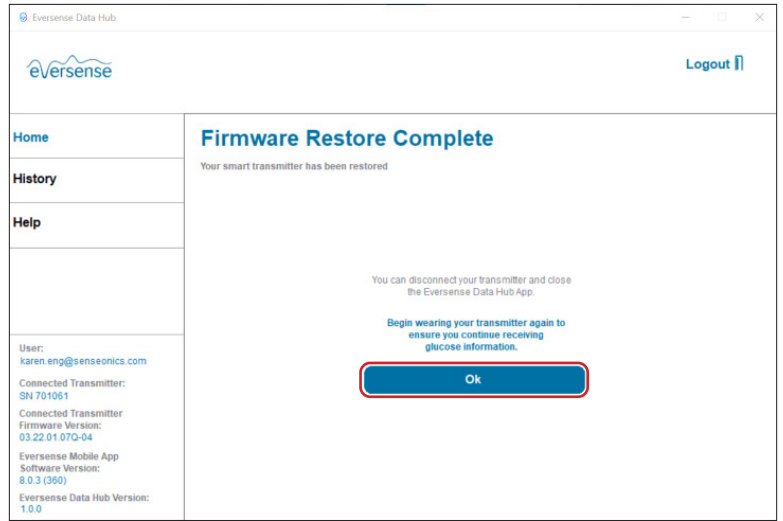 Eversense Data Hub
eversense
Logout
Home
History
Help
Firmware Restore Complete
Your smart transmitter has been restored
You can disconnect your transmitter and close
the Eversense Data Hub App.
Begin wearing your transmitter again to
ensure you continue receiving
glucose information.
Ok
User:
karen.eng@senseonics.com
Connected Transmitter:
SN 701061
Connected Transmitter
Firmware Version:
03.22.01.07Q-04
Eversense Mobile App
Software Version:
8.0.3 (360)
Eversense Data Hub Version:
1.0.0